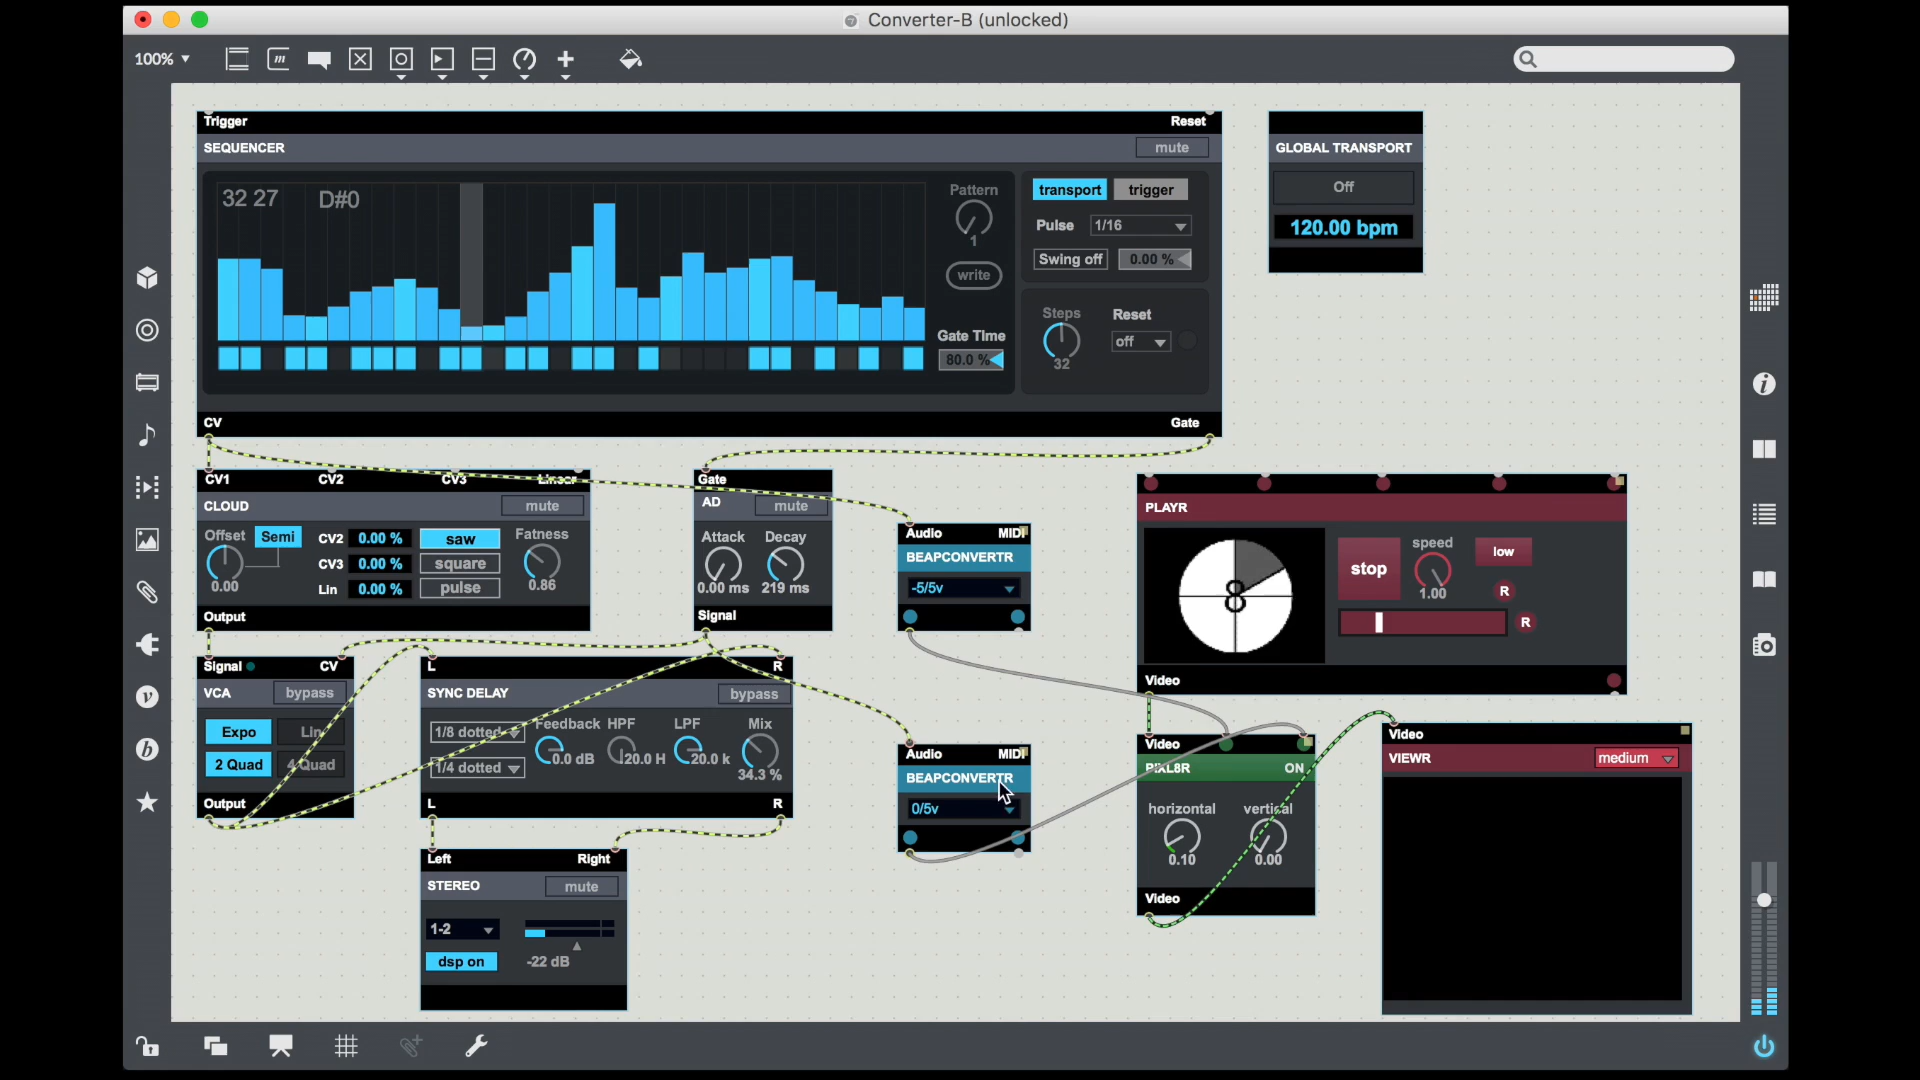 Converter-B (unlocked)
100%
Trigger
Reset
SEQUENCER
mute
32 27
D#0
Pattern
1
write
Gate TIme
80.0 %
transport
trigger
Pulse
1/16
Swing off
0.00 %
Steps
32
Reset
off
CV
Gate
GLOBAL TRANSPORT
Off
120.00 bpm
CV1
CV2
CV3
Linear
CLOUD
mute
Offset
Semi
0.00
CV2
0.00 %
CV3
0.00 %
Lin
0.00 %
saw
square
pulse
Fatness
0.86
Output
Gate
AD
mute
Attack
Decay
0.00 ms
219 ms
Signal
Audio
MIDI
BEAPCONVERTR
-5/5v
PLAYR
8
stop
speed
1.00
low
R
R
Video
Signal
CV
VCA
bypass
Expo
Lin
2 Quad
4 Quad
Output
L
R
SYNC DELAY
bypass
1/8 dotted
1/4 dotted
Feedback
0.0 dB
HPF
20.0 H
LPF
20.0 k
Mix
34.3 %
L
R
Audio
MIDI
BEAPCONVERTR
0/5v
Video
PIXL8R
ON
horizontal
vertical
0.10
0.00
Video
Video
VIEWR
medium
Left
Right
STEREO
mute
1-2
dsp on
-22 dB